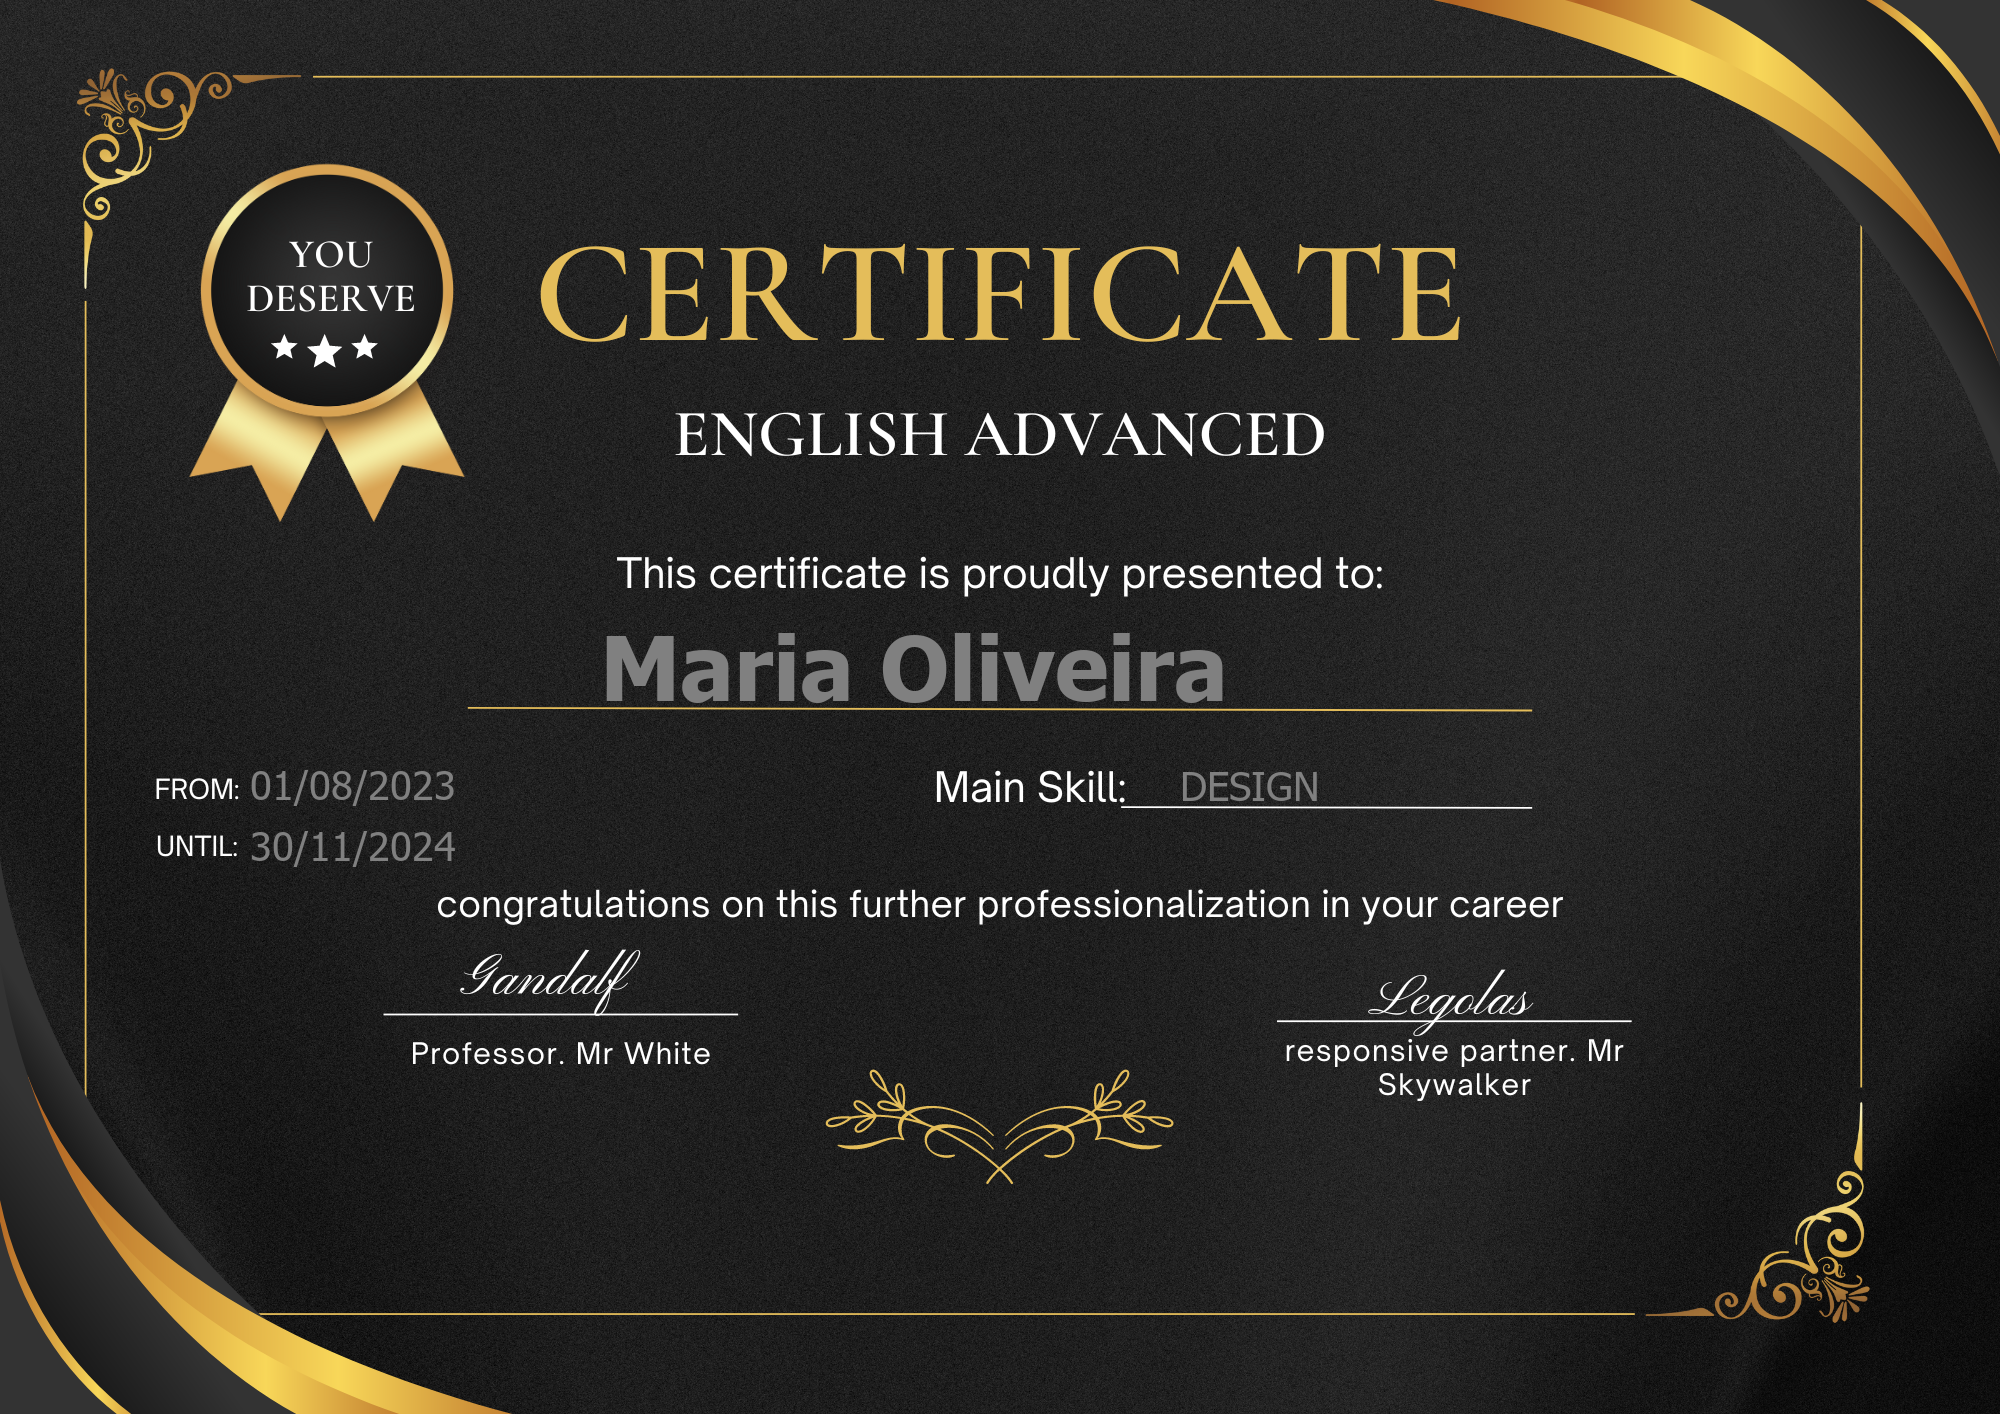 YOU
DESERVE
CERTIFICATE
ENGLISH ADVANCED
This certificate is proudly presented to:
Maria Oliveira
FROM: 01/08/2023
Main Skill: DESIGN
UNTIL: 30/11/2024
congratulations on this further professionalization in your career
Gandalf
Legolas
Professor. Mr White
responsive partner. Mr
Skywalker